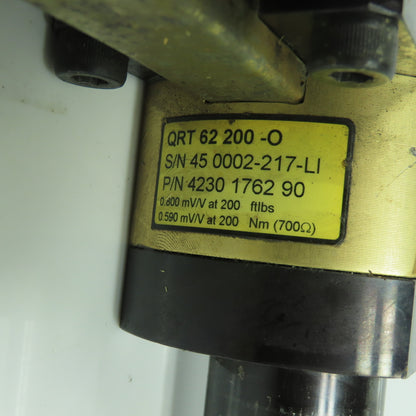 QRT 62 200 -O
S/N 45 0002-217-LI
P/N 4230 1762 90
0.800 mV/V at 200 ftlbs
0.590 mV/V at 200 Nm (700Ω)